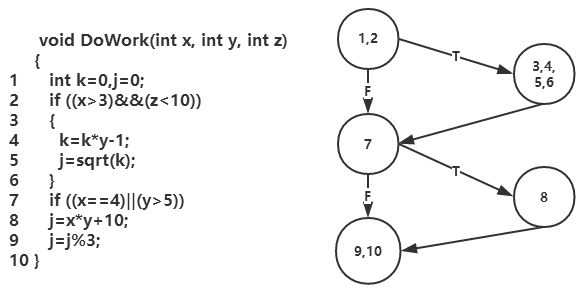 void DoWork(int x, int y, int z)
{
1 int k=0,j=0;
2 if ((x>3)&&(z<10))
3 {
4 k=k*y-1;
5 j=sqrt(k);
6 }
7 if ((x==4)||(y>5))
8 j=x*y+10;
9 j=j%3;
10 }
1,2
T
3,4,
5,6
F
7
T
8
F
9,10